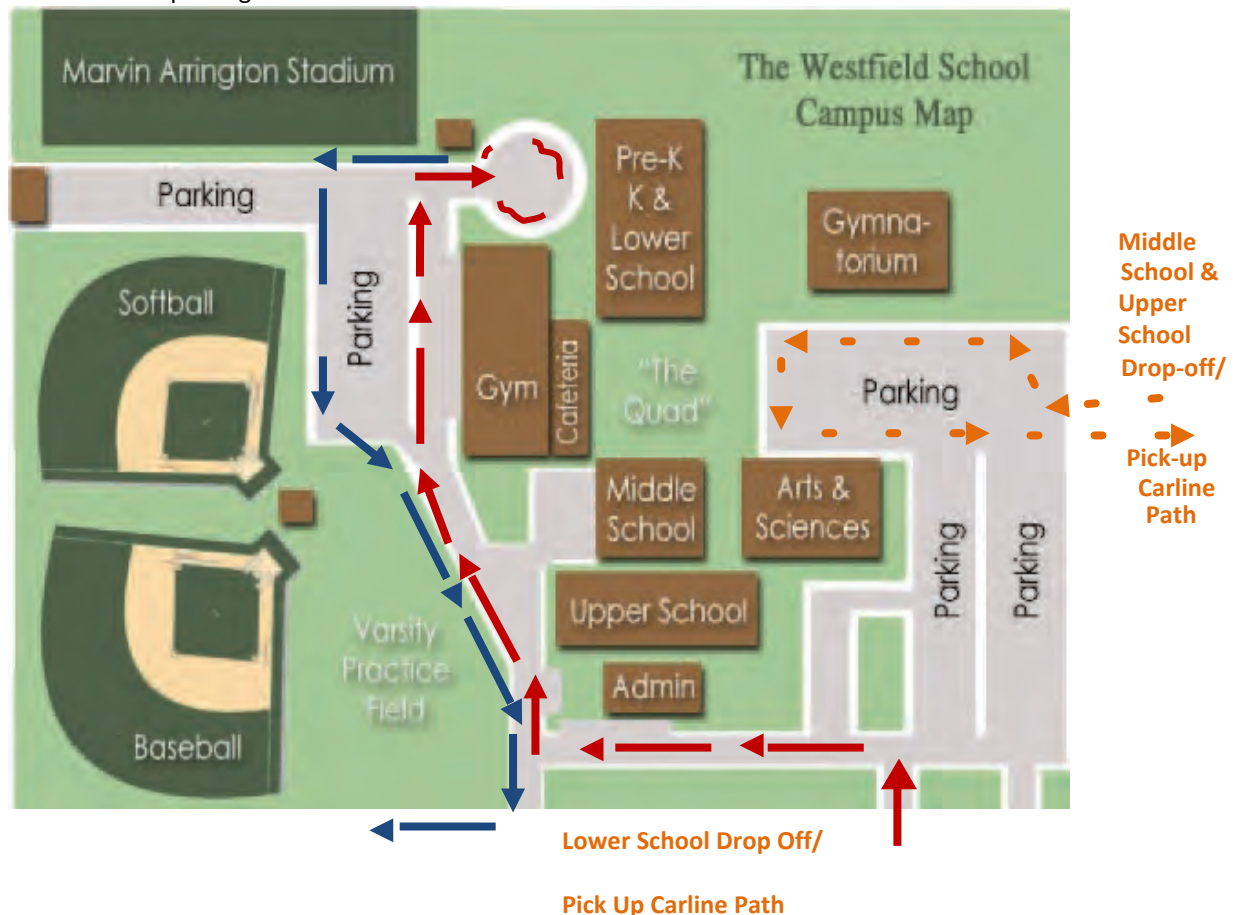 Marvin Arrington Stadium
The Westfield School
Campus Map
Parking
Pre-K
K &
Lower
School
Gymna-
torium
Middle
School &
Upper
School
Drop-off/
Pick-up
Carline
Path
Softball
Parking
Gym
Cafeteria
"The
Quad"
Parking
Middle
School
Arts &
Sciences
Parking
Parking
Upper School
Varsity
Practice
Field
Admin
Baseball
Lower School Drop Off/
Pick Up Carline Path